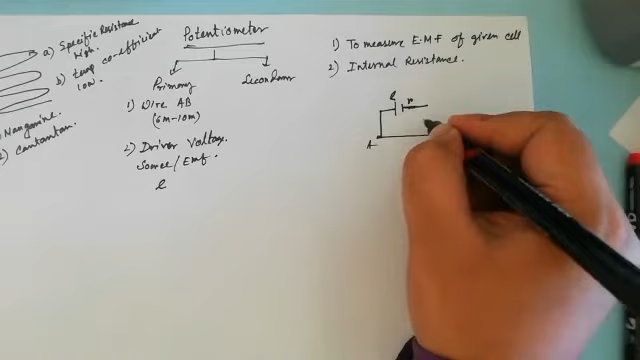 Potentiometer
a) Specific Resistance
high.
b) temp co-efficient
low.
Manganine
Constantan
Primary
Secondary
1) Wire AB
(6m-10m)
2) Driver Voltage
Source/Emf.
e
1) To measure E.M.F of given cell
2) Internal Resistance.
e
r
A